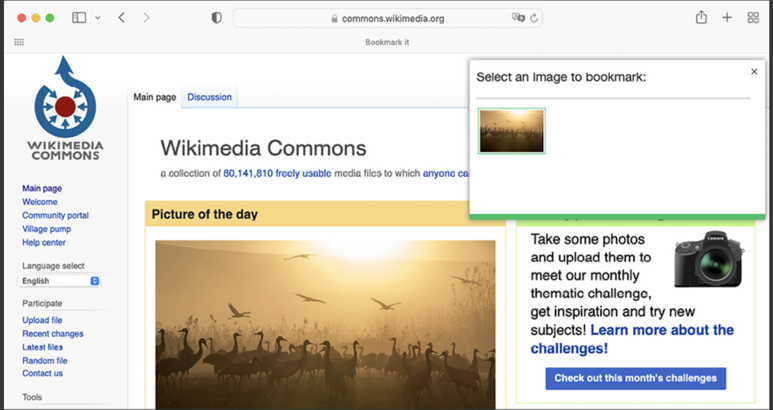 commons.wikimedia.org
Bookmark it
WIKIMEDIA
COMMONS
Main page
Welcome
Community portal
Village pump
Help center
Language select
English
Participate
Upload file
Recent changes
Latest files
Random file
Contact us
Tools
Main page Discussion
Wikimedia Commons
a collection of 80,141,810 freely usable media files to which anyone
Picture of the day
Select an image to bookmark:
Take some photos
and upload them to
meet our monthly
thematic challenge,
get inspiration and try new
subjects! Learn more about the
challenges!
Check out this month's challenges